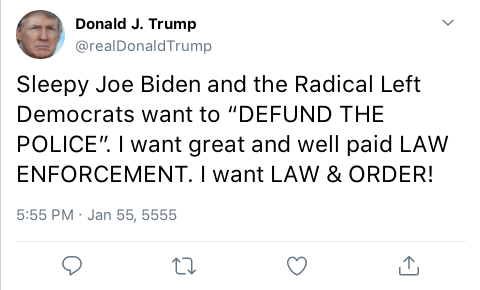 Donald J. Trump
@realDonaldTrump
Sleepy Joe Biden and the Radical Left
Democrats want to “DEFUND THE
POLICE”. I want great and well paid LAW
ENFORCEMENT. I want LAW & ORDER!
5:55 PM · Jan 55, 5555